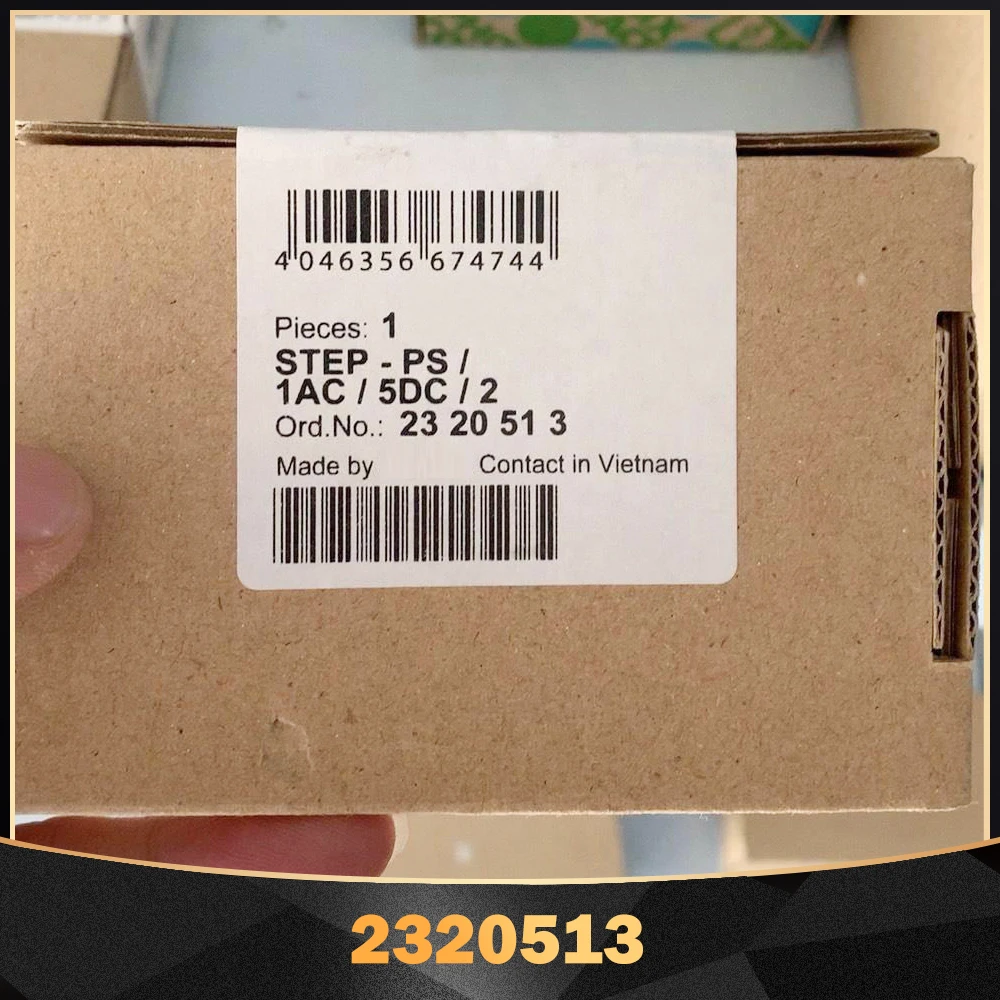 4 046356 674744
Pieces: 1
STEP - PS /
1AC / 5DC / 2
Ord.No.: 23 20 51 3
Made by Contact in Vietnam
2320513